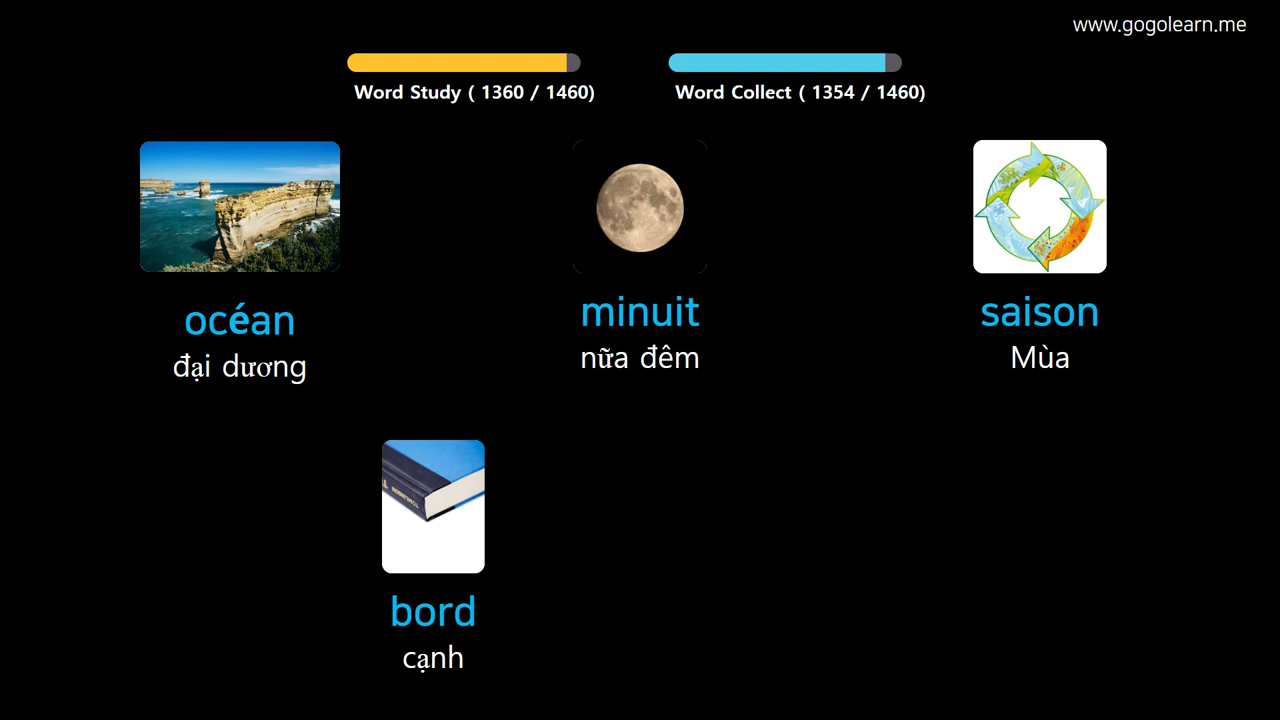 www.gogolearn.me
Word Study ( 1360 / 1460)
Word Collect ( 1354 / 1460)
océan
đại dương
minuit
nữa đêm
saison
Mùa
bord
cạnh